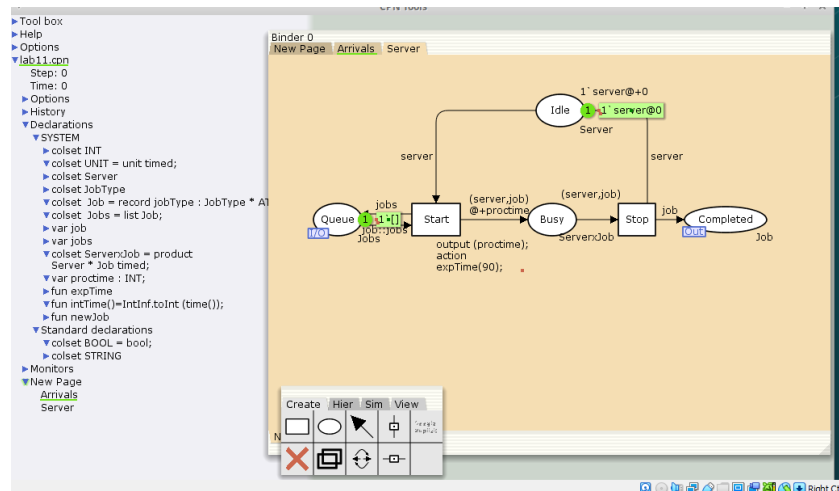 CPN Tools
Tool box
Help
Options
lab11.cpn
Step: 0
Time: 0
Options
History
Declarations
SYSTEM
colset INT
colset UNIT = unit timed;
colset Server
colset JobType
colset Job = record jobType : JobType * AT
colset Jobs = list Job;
var job
var jobs
colset ServerxJob = product
Server * Job timed;
var proctime : INT;
fun expTime
fun intTime()=IntInf.toInt (time());
fun newJob
Standard declarations
colset BOOL = bool;
colset STRING
Monitors
New Page
Arrivals
Server
Binder 0
New Page Arrivals Server
1`server@+0
Idle 1 1`server@0
Server
server
server
jobs
(server,job)
@+proctime
(server,job)
job
Queue 1 1`[] Start Busy Stop Completed
I/O
job::jobs
Jobs
ServerxJob
Out
Job
output (proctime);
action
expTime(90);
Create Hier Sim View
N
Right Ct